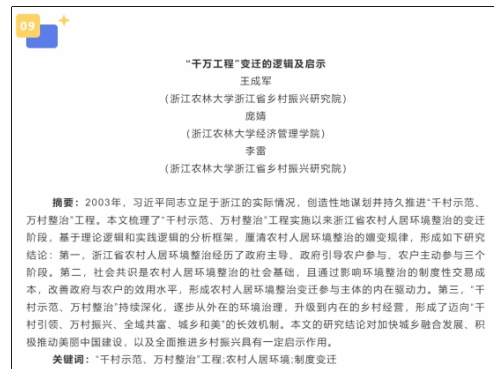 09
“千万工程”变迁的逻辑及启示
王成军
(浙江农林大学浙江省乡村振兴研究院)
庞婧
(浙江农林大学经济管理学院)
李雷
(浙江农林大学浙江省乡村振兴研究院)
摘要：2003年，习近平同志立足于浙江的实际情况，创造性地谋划并持久推进“千村示范、
万村整治”工程。本文梳理了“千村示范、万村整治”工程实施以来浙江省农村人居环境整治的变迁
阶段，基于理论逻辑和实践逻辑的分析框架，厘清农村人居环境整治的嬗变规律，形成如下研究
结论：第一，浙江省农村人居环境整治经历了政府主导、政府引导农户参与、农户主动参与三个
阶段。第二，社会共识是农村人居环境整治的社会基础，且通过影响环境整治的制度性交易成
本，改善政府与农户的效用水平，形成农村人居环境整治变迁参与主体的内在驱动力。第三，“千
村示范、万村整治”持续深化，逐步从外在的环境治理，升级到内在的乡村经营，形成了迈向“千
村引领、万村振兴、全域共富、城乡和美”的长效机制。本文的研究结论对加快城乡融合发展、积
极推动美丽中国建设，以及全面推进乡村振兴具有一定启示作用。
关键词：“千村示范、万村整治”工程;农村人居环境;制度变迁